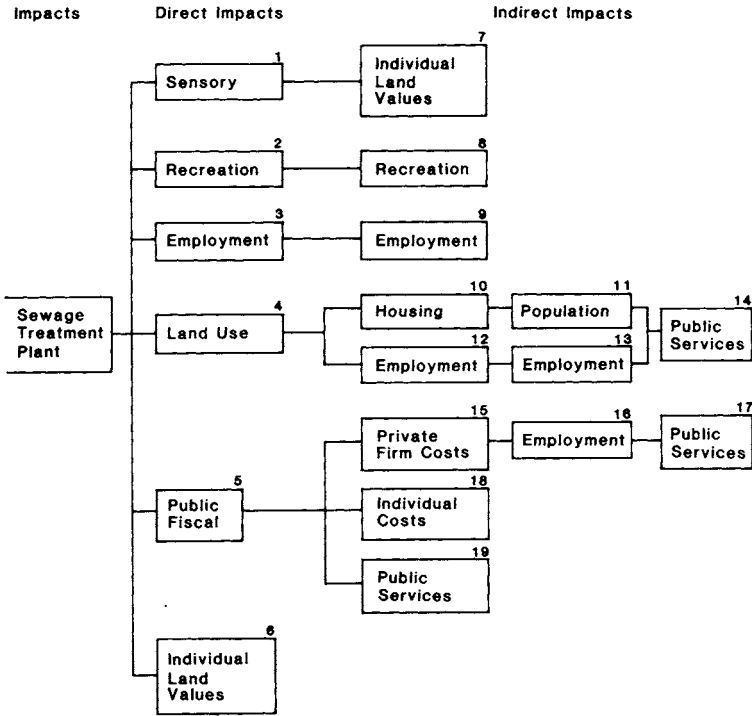 Impacts Direct Impacts Indirect Impacts
1
Sensory
7
Individual
Land
Values
2
Recreation
8
Recreation
3
Employment
9
Employment
Sewage
Treatment
Plant
4
Land Use
10
Housing
11
Population
12
Employment
13
Employment
14
Public
Services
5
Public
Fiscal
15
Private
Firm Costs
16
Employment
17
Public
Services
18
Individual
Costs
19
Public
Services
6
Individual
Land
Values